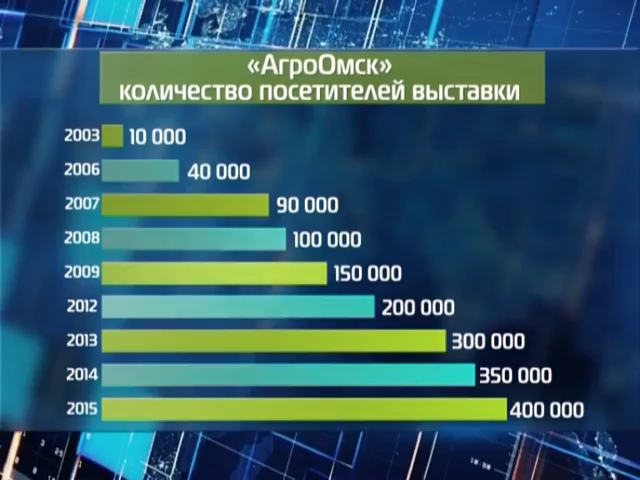 «АгроОмск»
количество посетителей выставки
2003 10 000
2006 40 000
2007 90 000
2008 100 000
2009 150 000
2012 200 000
2013 300 000
2014 350 000
2015 400 000